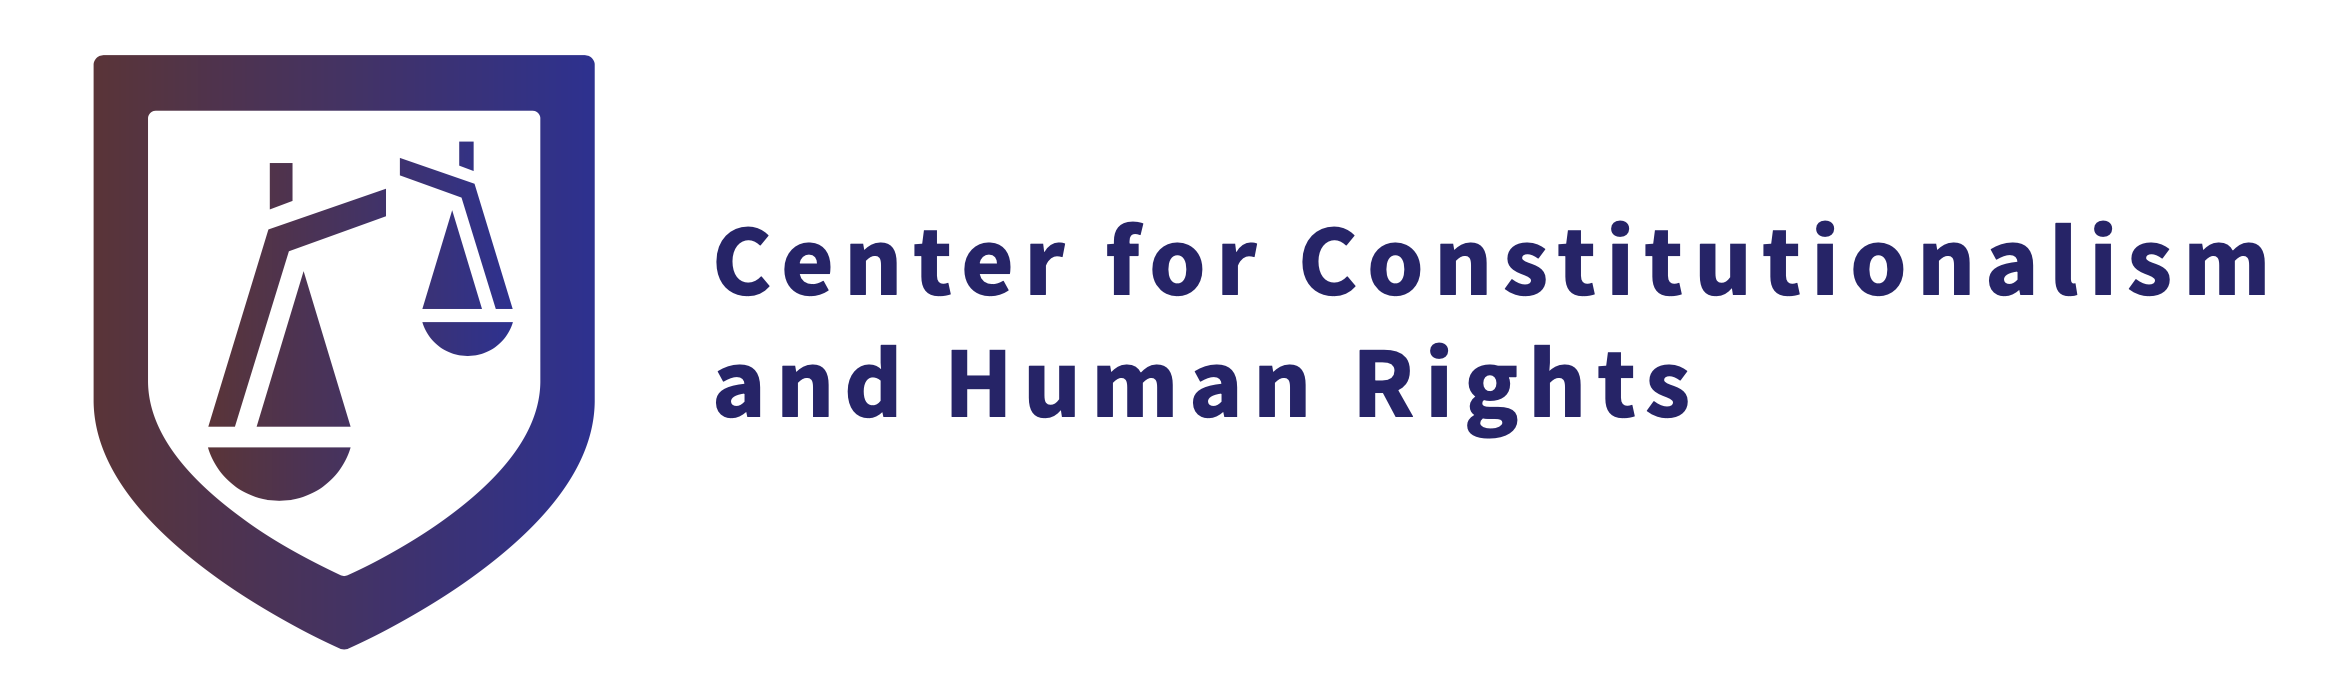 Center for Constitutionalism
and Human Rights